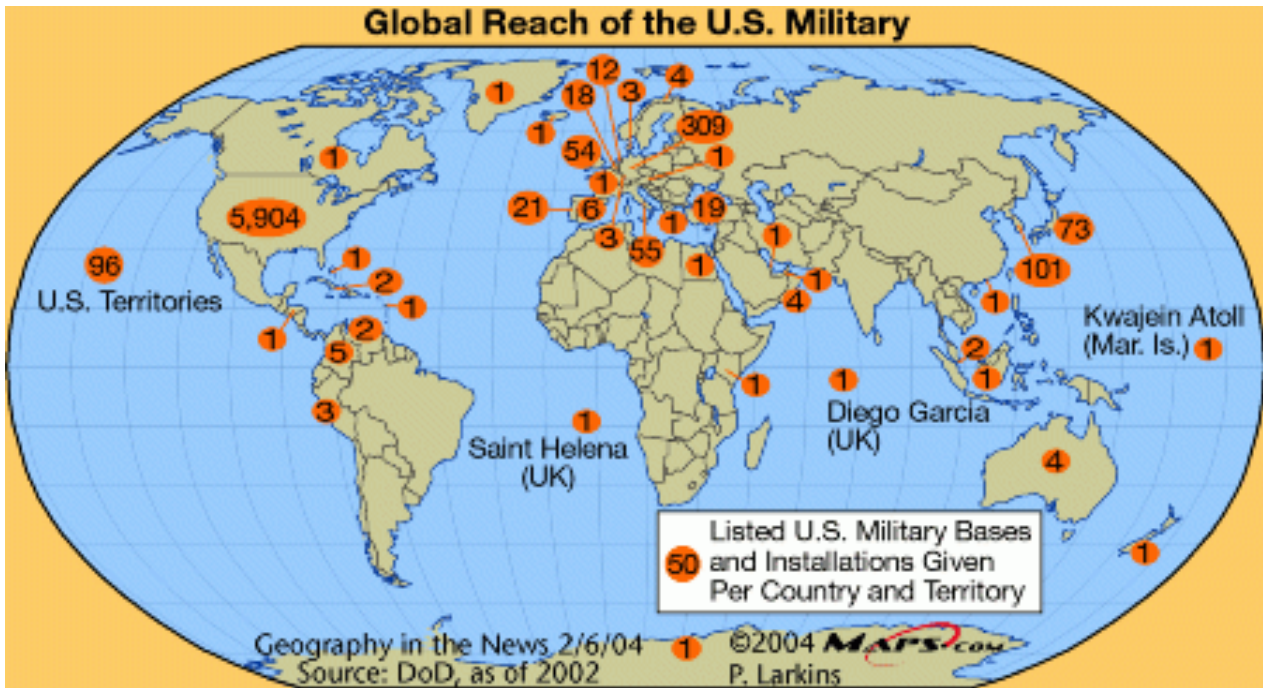 Global Reach of the U.S. Military
1
12
4
18
3
1
309
54
1
1
1
5,904
21
6
19
1
73
3
55
1
96
1
1
101
U.S. Territories
2
1
4
1
1
1
2
Kwajein Atoll
(Mar. Is.) 1
5
2
1
1
1
3
Diego Garcia
(UK)
1
Saint Helena
(UK)
4
Listed U.S. Military Bases
50 and Installations Given
Per Country and Territory
1
Geography in the News 2/6/04
Source: DoD, as of 2002
1
©2004 MAPS.COM
P. Larkins